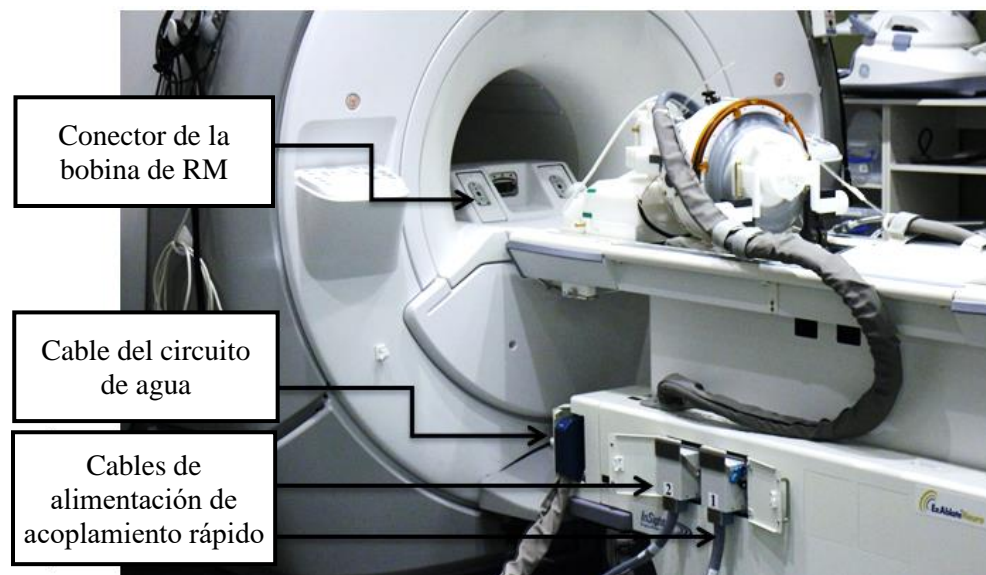 Conector de la
bobina de RM
Cable del circuito
de agua
Cables de
alimentación de
acoplamiento rápido
2
1
InSight
ExAblate Neuro
GE